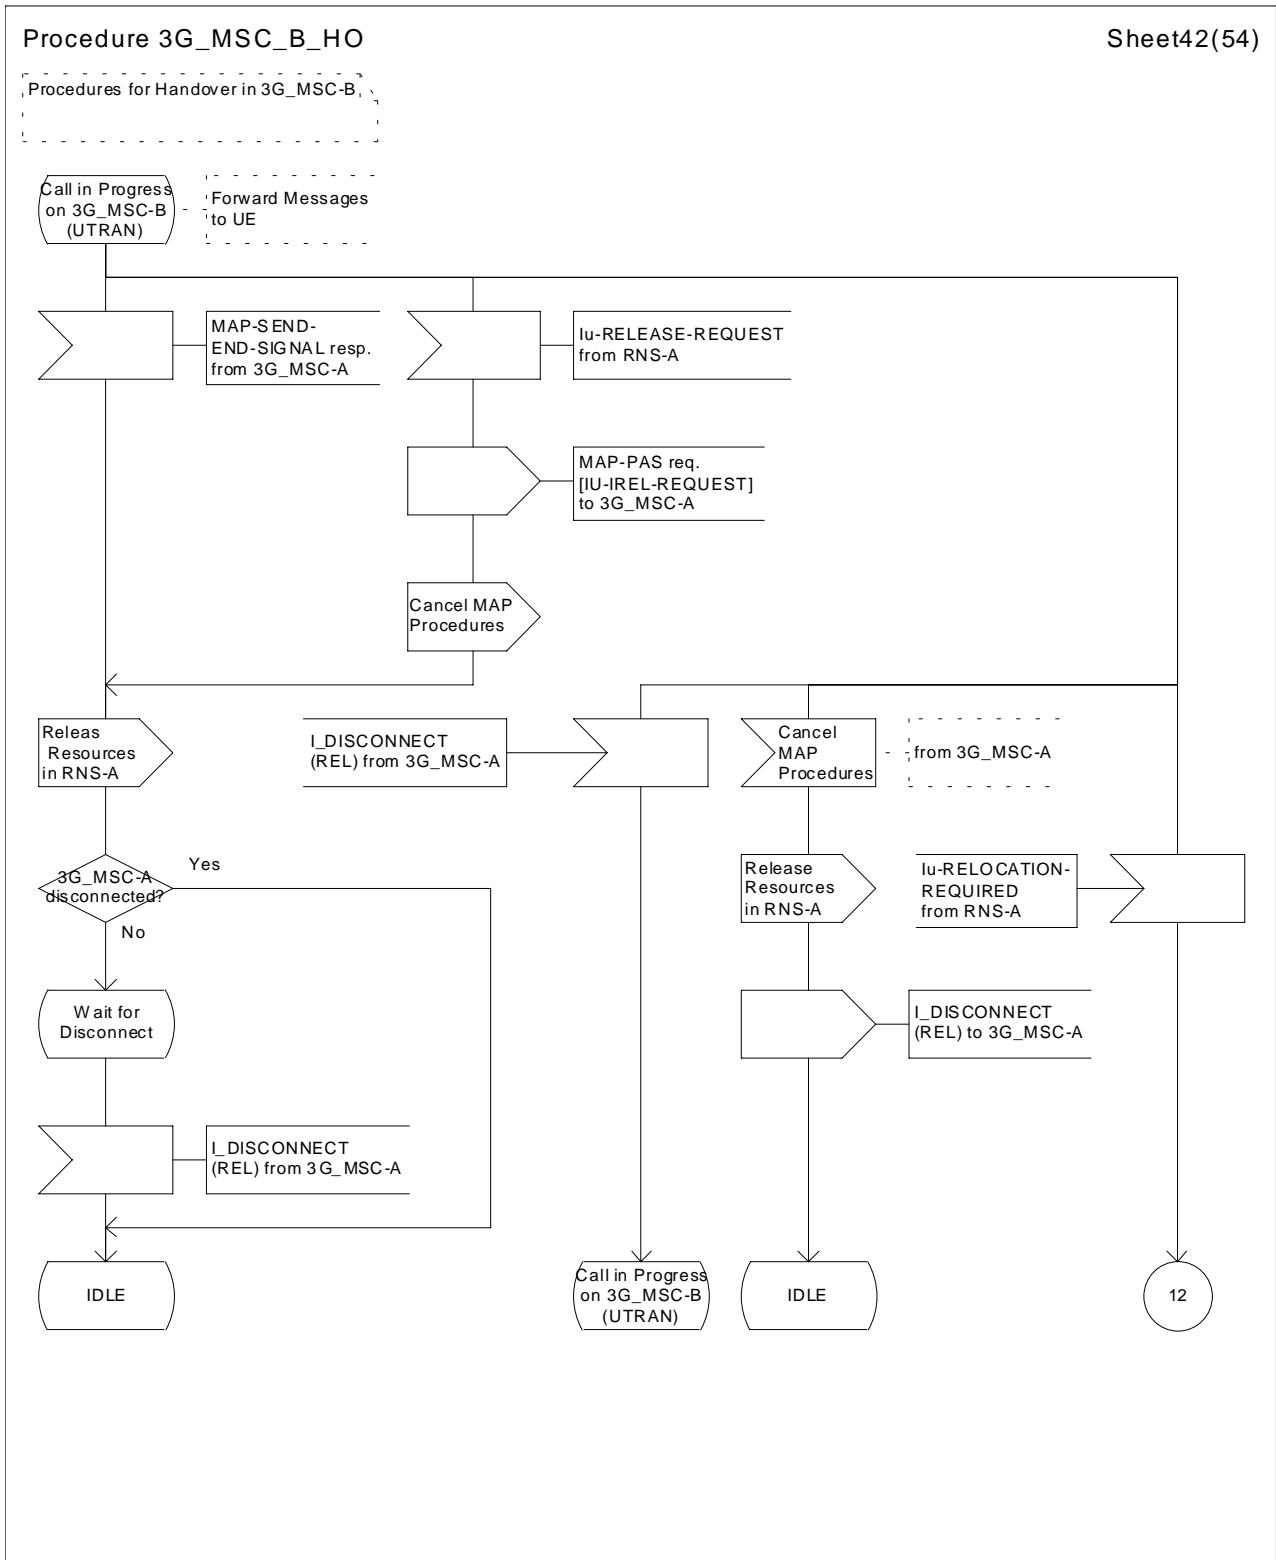 Procedure 3G_MSC_B_HO
Sheet42(54)
Procedures for Handover in 3G_MSC-B
Call in Progress
on 3G_MSC-B
(UTRAN)
Forward Messages
to UE
MAP-SEND-
END-SIGNAL resp.
from 3G_MSC-A
Iu-RELEASE-REQUEST
from RNS-A
MAP-PAS req.
[IU-IREL-REQUEST]
to 3G_MSC-A
Cancel MAP
Procedures
Releas
Resources
in RNS-A
I_DISCONNECT
(REL) from 3G_MSC-A
Cancel
MAP
Procedures
from 3G_MSC-A
3G_MSC-A
disconnected?
Yes
No
Release
Resources
in RNS-A
Iu-RELOCATION-
REQUIRED
from RNS-A
Wait for
Disconnect
I_DISCONNECT
(REL) to 3G_MSC-A
I_DISCONNECT
(REL) from 3G_MSC-A
IDLE
Call in Progress
on 3G_MSC-B
(UTRAN)
IDLE
12